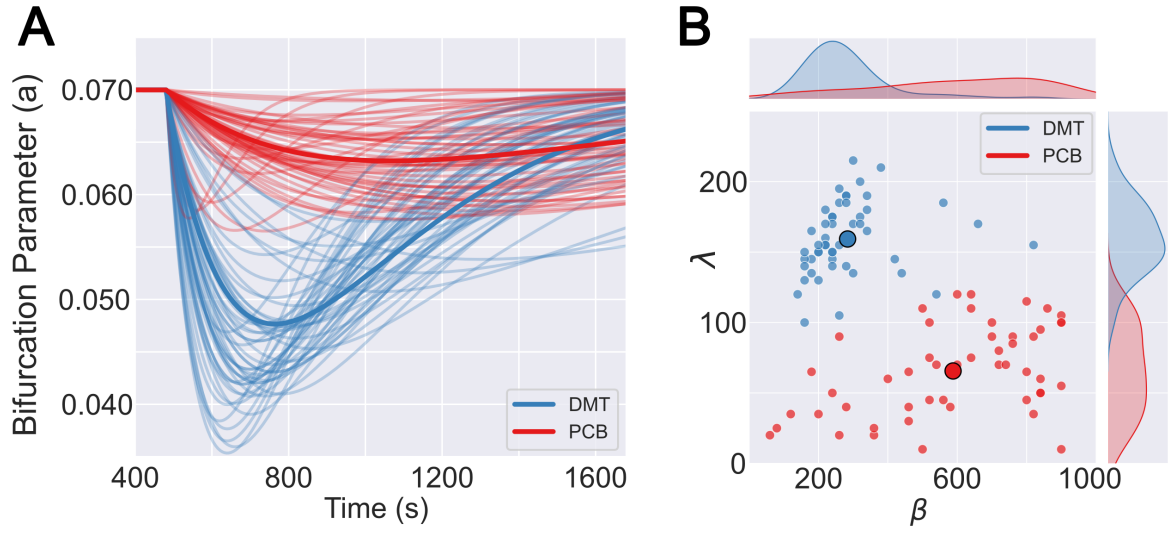 A
Bifurcation Parameter (a)
0.070
0.060
0.050
0.040
400
800
1200
1600
Time (s)
DMT
PCB
B
λ
200
100
0
200
600
1000
β
DMT
PCB